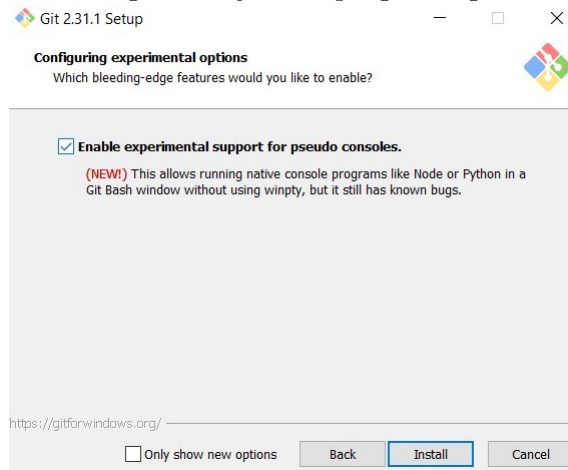 Git 2.31.1 Setup
Configuring experimental options
Which bleeding-edge features would you like to enable?
Enable experimental support for pseudo consoles.
(NEW!) This allows running native console programs like Node or Python in a
Git Bash window without using winpty, but it still has known bugs.
https://gitforwindows.org/
Only show new options Back Install Cancel